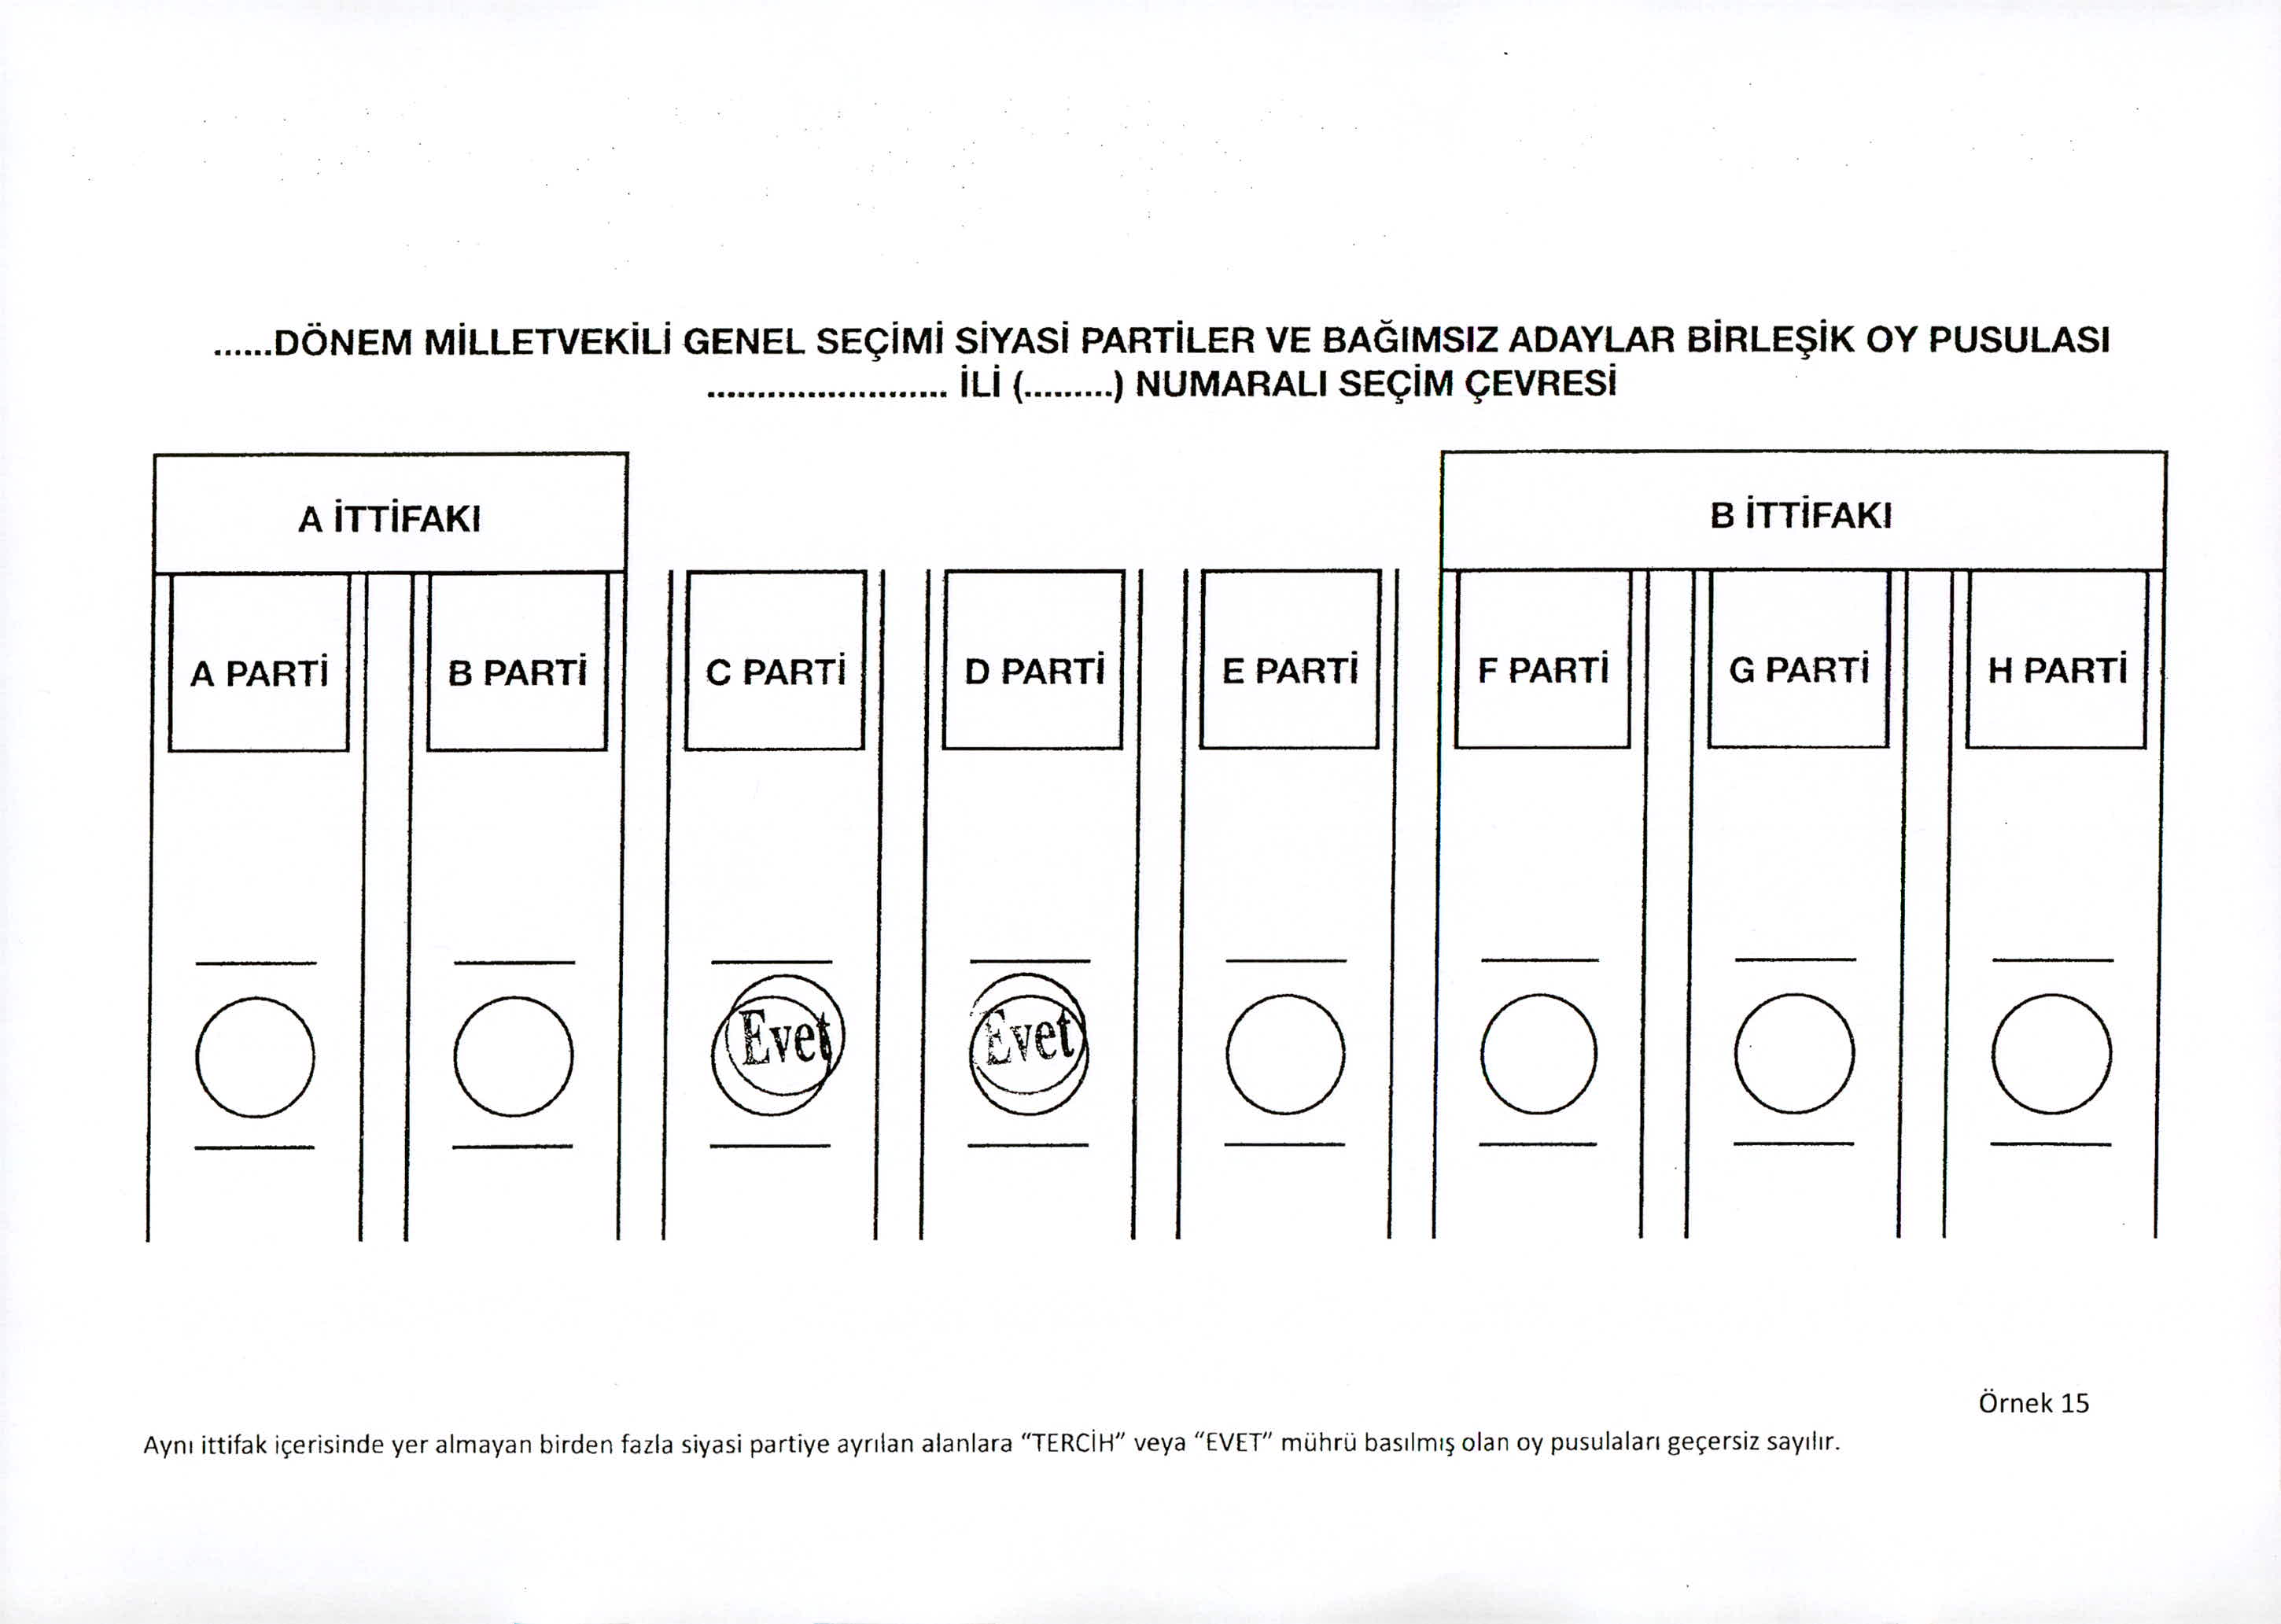 ......DÖNEM MİLLETVEKİLİ GENEL SEÇİMİ SİYASİ PARTİLER VE BAĞIMSIZ ADAYLAR BİRLEŞİK OY PUSULASI
........................ İLİ (.........) NUMARALI SEÇİM ÇEVRESİ
A İTTİFAKI
B İTTİFAKI
A PARTİ
B PARTİ
C PARTİ
D PARTİ
E PARTİ
F PARTİ
G PARTİ
H PARTİ
Evet
Evet
Örnek 15
Aynı ittifak içerisinde yer almayan birden fazla siyasi partiye ayrılan alanlara “TERCİH” veya “EVET” mührü basılmış olan oy pusulaları geçersiz sayılır.